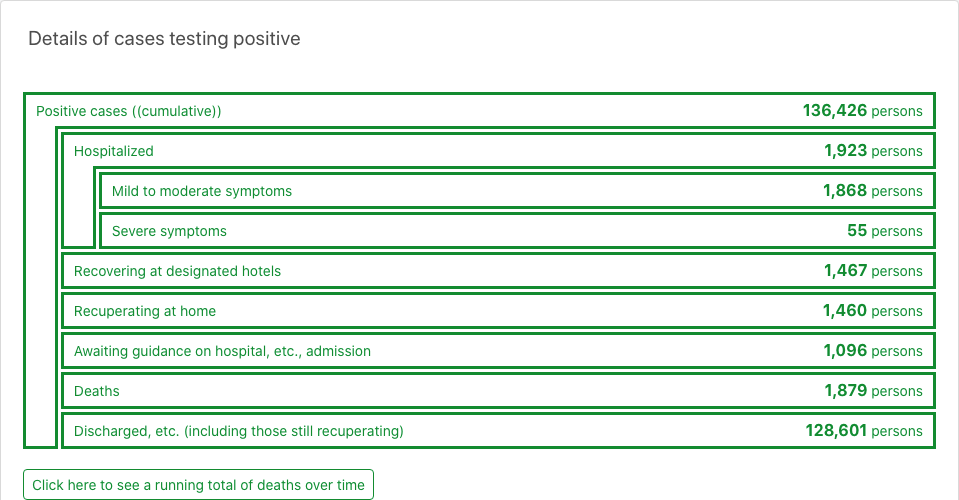 Details of cases testing positive
Positive cases ((cumulative)) 136,426 persons
Hospitalized 1,923 persons
Mild to moderate symptoms 1,868 persons
Severe symptoms 55 persons
Recovering at designated hotels 1,467 persons
Recuperating at home 1,460 persons
Awaiting guidance on hospital, etc., admission 1,096 persons
Deaths 1,879 persons
Discharged, etc. (including those still recuperating) 128,601 persons
Click here to see a running total of deaths over time